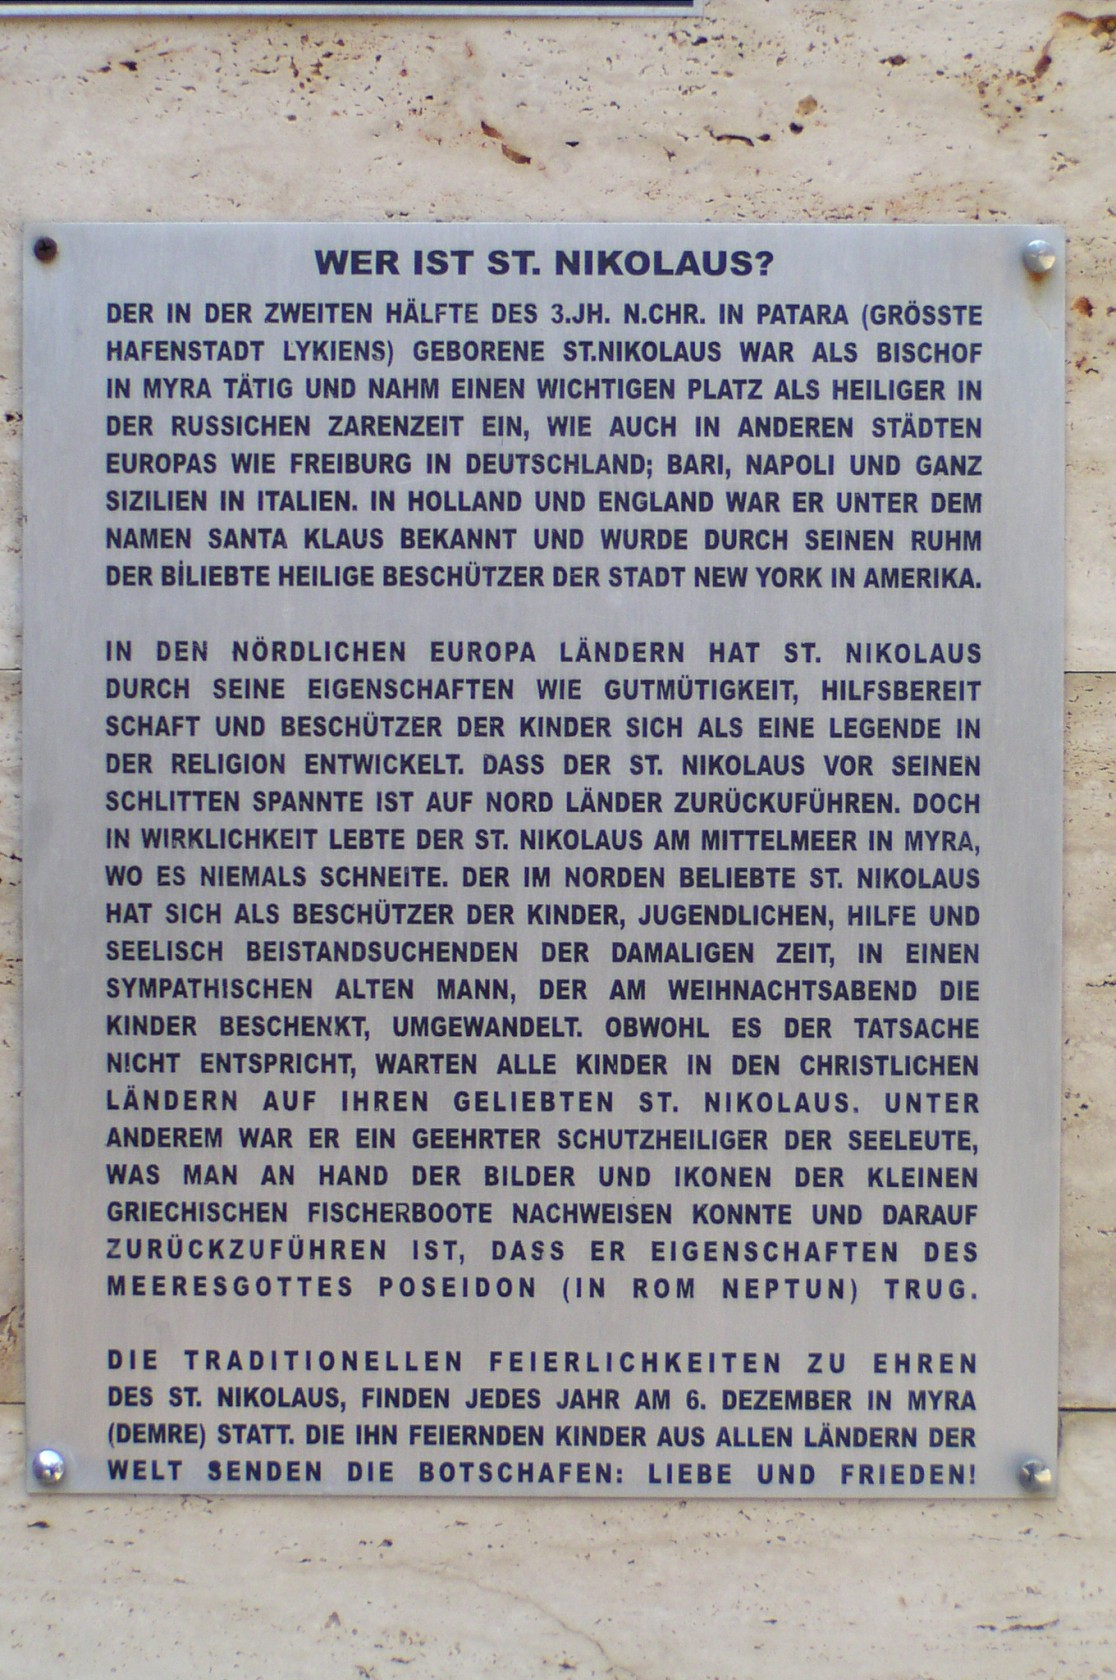 WER IST ST. NIKOLAUS?
DER IN DER ZWEITEN HÄLFTE DES 3.JH. N.CHR. IN PATARA (GRÖSSTE
HAFENSTADT LYKIENS) GEBORENE ST.NIKOLAUS WAR ALS BISCHOF
IN MYRA TÄTIG UND NAHM EINEN WICHTIGEN PLATZ ALS HEILIGER IN
DER RUSSICHEN ZARENZEIT EIN, WIE AUCH IN ANDEREN STÄDTEN
EUROPAS WIE FREIBURG IN DEUTSCHLAND; BARI, NAPOLI UND GANZ
SIZILIEN IN ITALIEN. IN HOLLAND UND ENGLAND WAR ER UNTER DEM
NAMEN SANTA KLAUS BEKANNT UND WURDE DURCH SEINEN RUHM
DER BİLIEBTE HEILIGE BESCHÜTZER DER STADT NEW YORK IN AMERIKA.
IN DEN NÖRDLICHEN EUROPA LÄNDERN HAT ST. NIKOLAUS
DURCH SEINE EIGENSCHAFTEN WIE GUTMÜTIGKEIT, HILFSBEREIT
SCHAFT UND BESCHÜTZER DER KINDER SICH ALS EINE LEGENDE IN
DER RELIGION ENTWICKELT. DASS DER ST. NIKOLAUS VOR SEINEN
SCHLITTEN SPANNTE IST AUF NORD LÄNDER ZURÜCKUFÜHREN. DOCH
IN WIRKLICHKEIT LEBTE DER ST. NIKOLAUS AM MITTELMEER IN MYRA,
WO ES NIEMALS SCHNEITE. DER IM NORDEN BELIEBTE ST. NIKOLAUS
HAT SICH ALS BESCHÜTZER DER KINDER, JUGENDLICHEN, HILFE UND
SEELISCH BEISTANDSUCHENDEN DER DAMALIGEN ZEIT, IN EINEN
SYMPATHISCHEN ALTEN MANN, DER AM WEIHNACHTSABEND DIE
KINDER BESCHENKT, UMGEWANDELT. OBWOHL ES DER TATSACHE
NICHT ENTSPRICHT, WARTEN ALLE KINDER IN DEN CHRISTLICHEN
LÄNDERN AUF IHREN GELIEBTEN ST. NIKOLAUS. UNTER
ANDEREM WAR ER EIN GEEHRTER SCHUTZHEILIGER DER SEELEUTE,
WAS MAN AN HAND DER BILDER UND IKONEN DER KLEINEN
GRIECHISCHEN FISCHERBOOTE NACHWEISEN KONNTE UND DARAUF
ZURÜCKZUFÜHREN IST, DASS ER EIGENSCHAFTEN DES
MEERESGOTTES POSEIDON (IN ROM NEPTUN) TRUG.
DIE TRADITIONELLEN FEIERLICHKEITEN ZU EHREN
DES ST. NIKOLAUS, FINDEN JEDES JAHR AM 6. DEZEMBER IN MYRA
(DEMRE) STATT. DIE IHN FEIERNDEN KINDER AUS ALLEN LÄNDERN DER
WELT SENDEN DIE BOTSCHAFEN: LIEBE UND FRIEDEN!